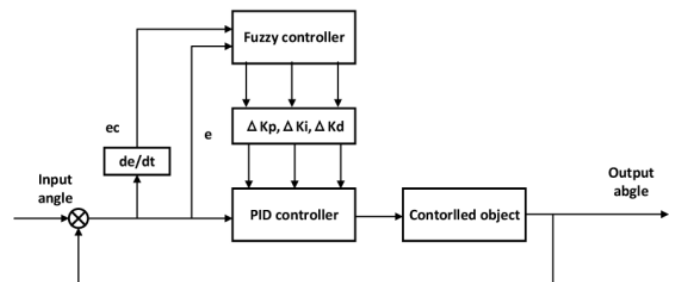 Fuzzy controller
ec
e
Δ Kp, Δ Ki, Δ Kd
de/dt
Input
angle
PID controller
Contorlled object
Output
abgle